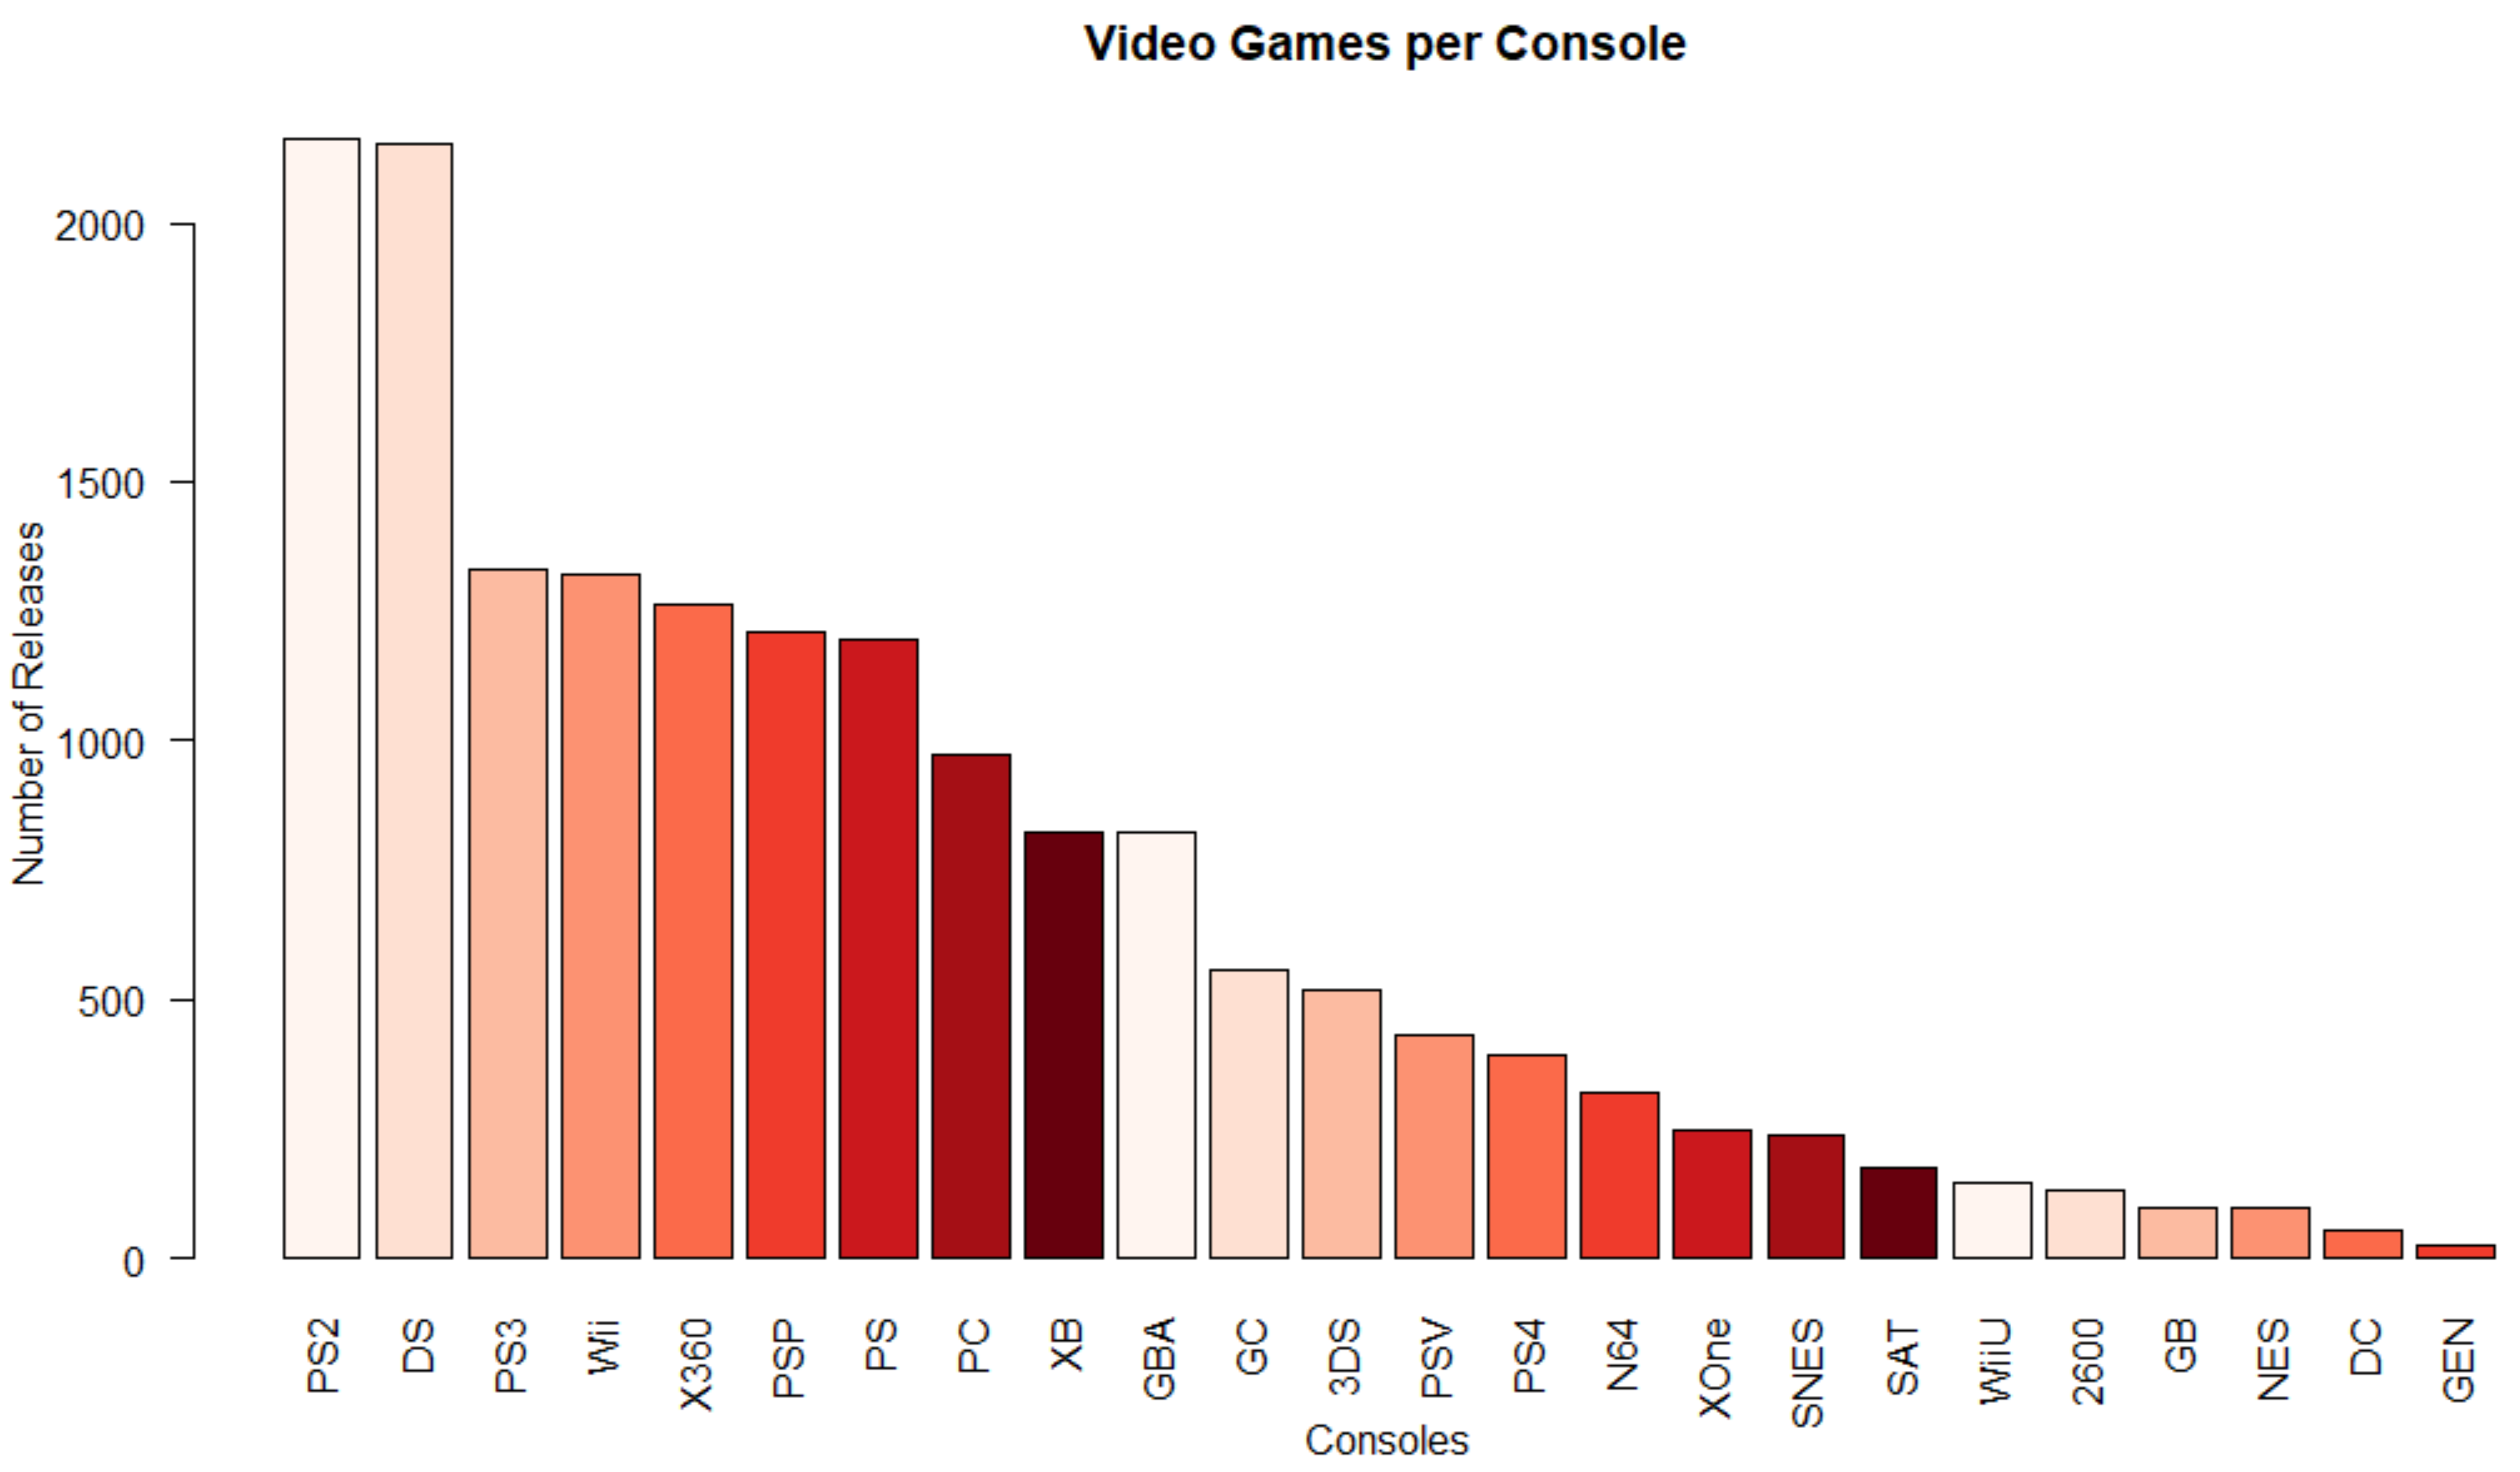 Video Games per Console
Number of Releases
2000
1500
1000
500
0
PS2
DS
PS3
Wii
X360
PSP
PS
PC
XB
GBA
GC
3DS
PSV
PS4
N64
XOne
SNES
SAT
WiiU
2600
GB
NES
DC
GEN
Consoles